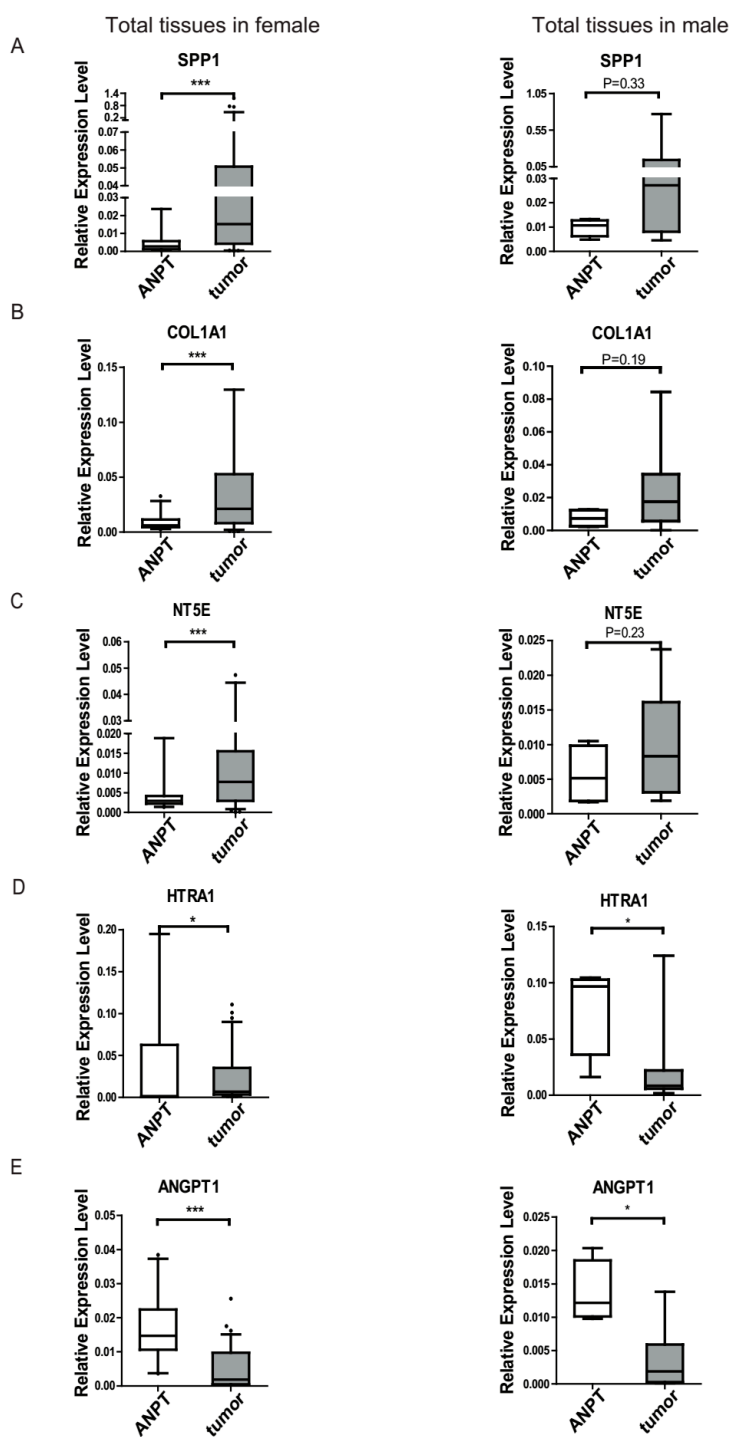 Total tissues in female
Total tissues in male
A
SPP1
***
Relative Expression Level
1.4
0.8
0.2
0.07
0.06
0.05
0.04
0.03
0.02
0.01
0.00
ANPT
tumor
SPP1
P=0.33
Relative Expression Level
1.05
0.55
0.05
0.03
0.02
0.01
0.00
ANPT
tumor
B
COL1A1
***
Relative Expression Level
0.15
0.10
0.05
0.00
ANPT
tumor
COL1A1
P=0.19
Relative Expression Level
0.10
0.08
0.06
0.04
0.02
0.00
ANPT
tumor
C
NT5E
***
Relative Expression Level
0.06
0.05
0.04
0.03
0.020
0.015
0.010
0.005
0.000
ANPT
tumor
NT5E
P=0.23
Relative Expression Level
0.025
0.020
0.015
0.010
0.005
0.000
ANPT
tumor
D
HTRA1
*
Relative Expression Level
0.20
0.15
0.10
0.05
0.00
ANPT
tumor
HTRA1
*
Relative Expression Level
0.15
0.10
0.05
0.00
ANPT
tumor
E
ANGPT1
***
Relative Expression Level
0.05
0.04
0.03
0.02
0.01
0.00
ANPT
tumor
ANGPT1
*
Relative Expression Level
0.025
0.020
0.015
0.010
0.005
0.000
ANPT
tumor